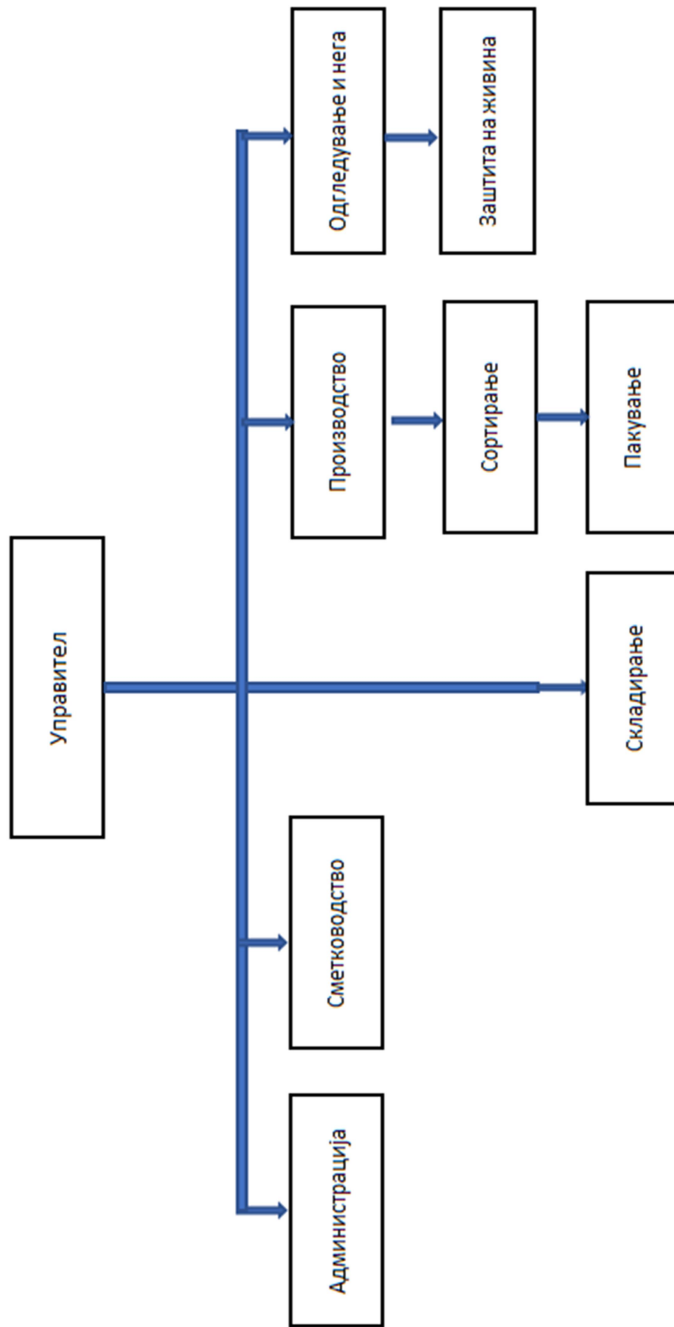 Управител
Администрација
Сметководство
Складирање
Производство
Сортирање
Пакување
Одгледување и нега
Заштита на живина